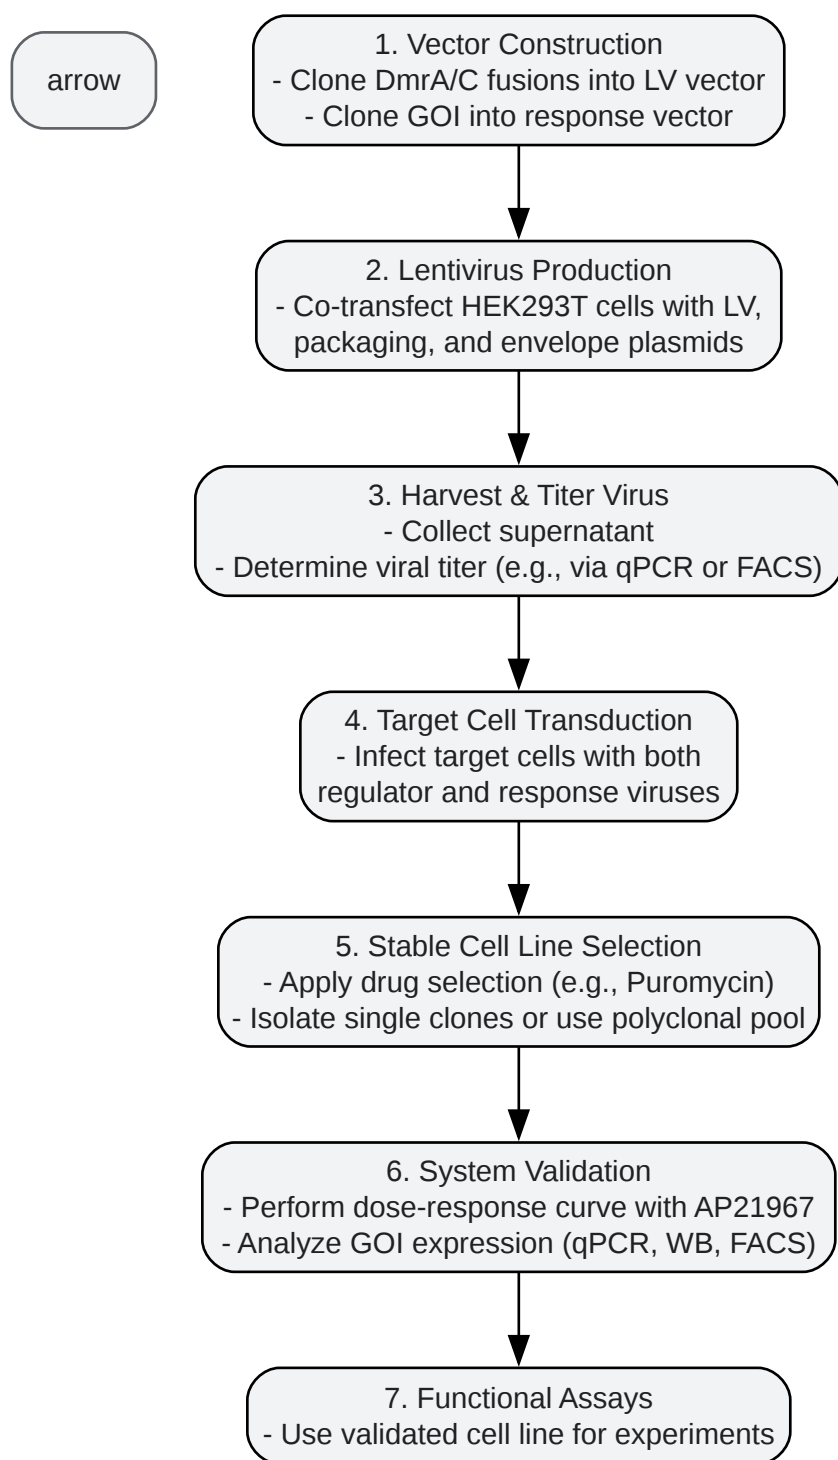 arrow
1. Vector Construction
- Clone DmrA/C fusions into LV vector
- Clone GOI into response vector
2. Lentivirus Production
- Co-transfect HEK293T cells with LV,
packaging, and envelope plasmids
3. Harvest & Titer Virus
- Collect supernatant
- Determine viral titer (e.g., via qPCR or FACS)
4. Target Cell Transduction
- Infect target cells with both
regulator and response viruses
5. Stable Cell Line Selection
- Apply drug selection (e.g., Puromycin)
- Isolate single clones or use polyclonal pool
6. System Validation
- Perform dose-response curve with AP21967
- Analyze GOI expression (qPCR, WB, FACS)
7. Functional Assays
- Use validated cell line for experiments